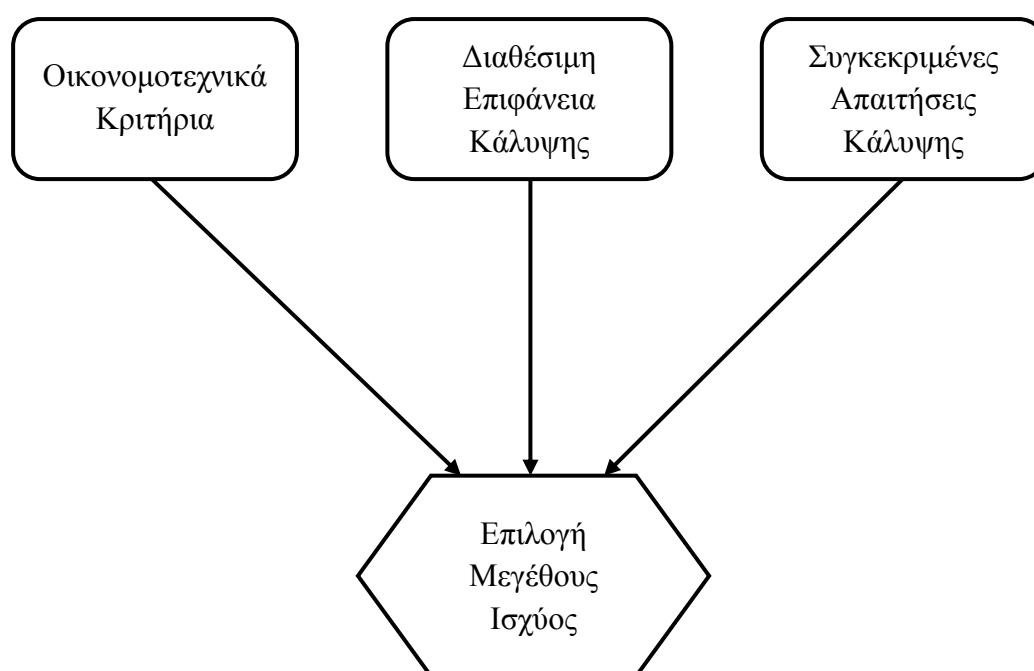 Οικονομοτεχνικά
Κριτήρια
Διαθέσιμη
Επιφάνεια
Κάλυψης
Συγκεκριμένες
Απαιτήσεις
Κάλυψης
Επιλογή
Μεγέθους
Ισχύος